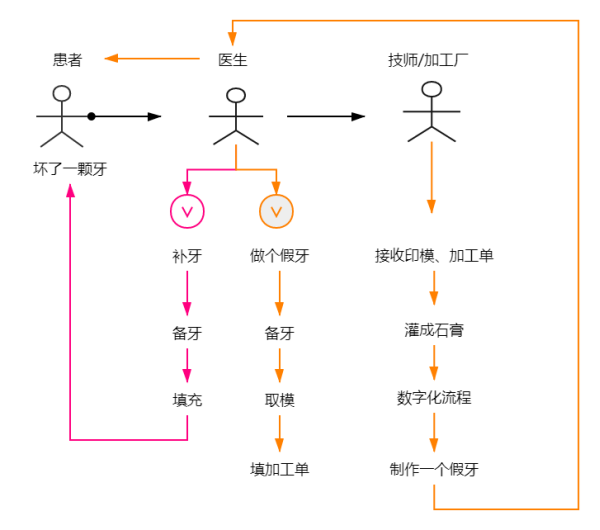 患者
医生
技师/加工厂
坏了一颗牙
补牙
做个假牙
接收印模、加工单
备牙
备牙
灌成石膏
填充
取模
数字化流程
填加工单
制作一个假牙